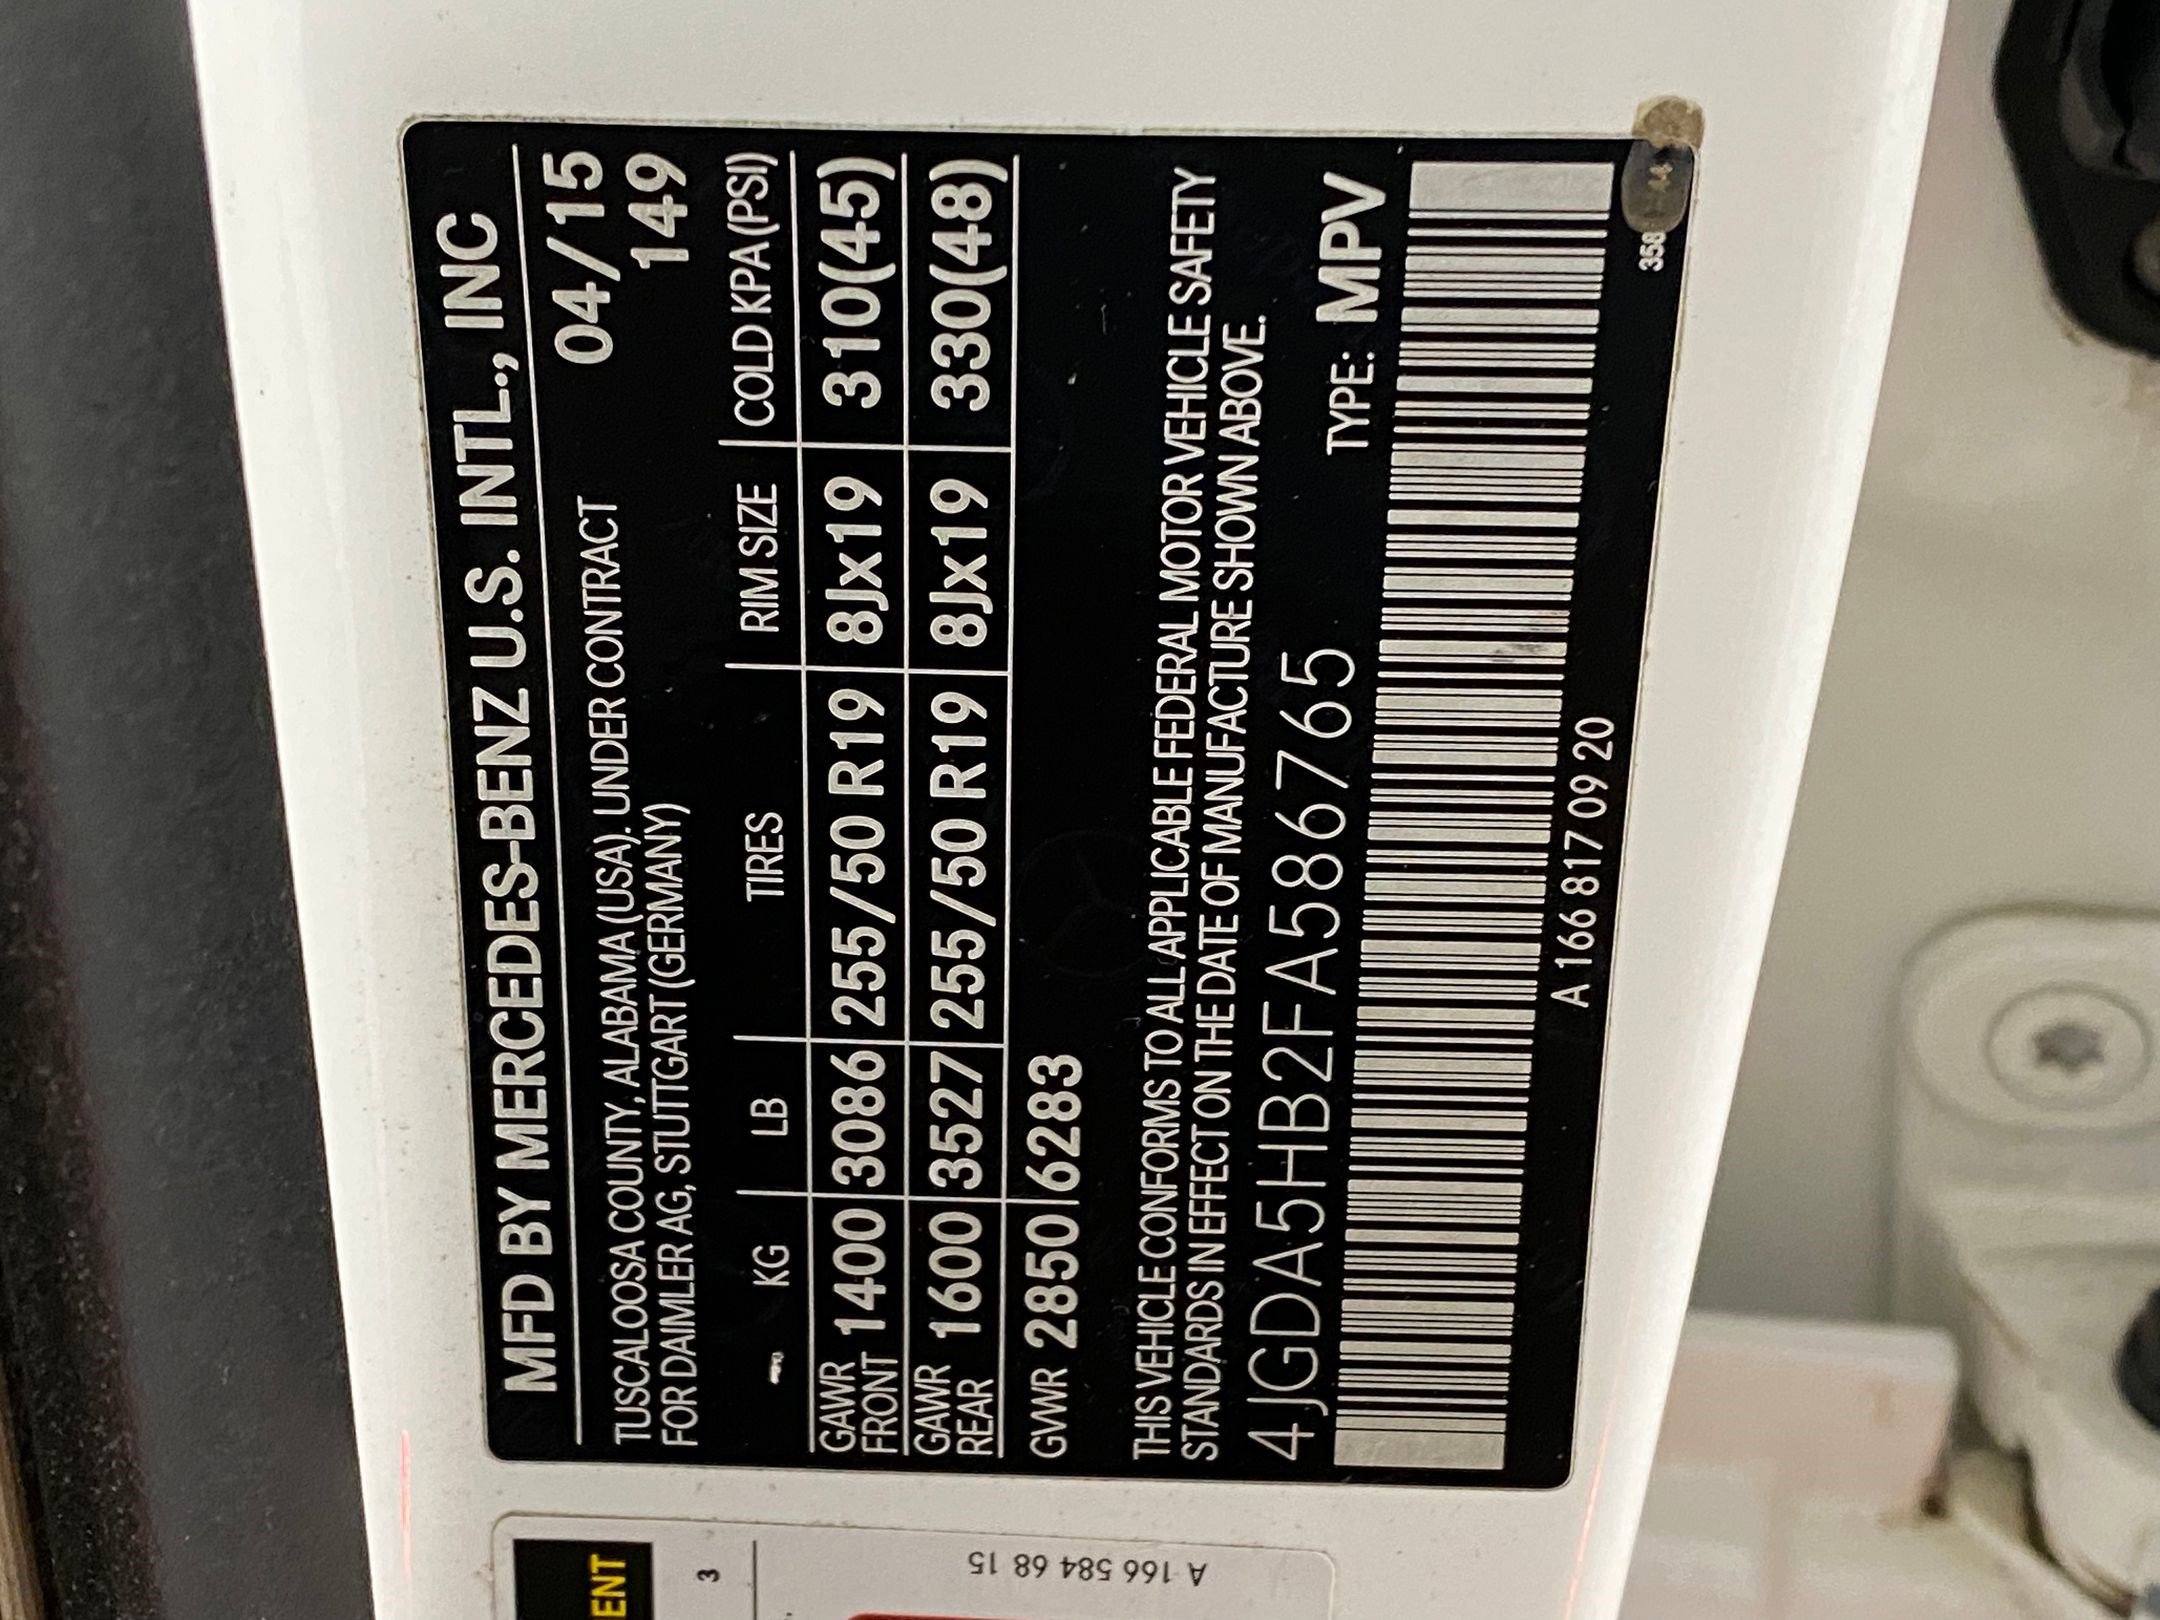 MFD BY MERCEDES-BENZ U.S. INTL., INC
04/15
TUSCALOOSA COUNTY, ALABAMA (USA). UNDER CONTRACT
149
FOR DAIMLER AG, STUTTGART (GERMANY)
- KG LB TIRES RIM SIZE COLD KPA(PSI)
GAWR FRONT 1400 3086 255/50 R19 8Jx19 310(45)
GAWR REAR 1600 3527 255/50 R19 8Jx19 330(48)
GVWR 2850 6283
THIS VEHICLE CONFORMS TO ALL APPLICABLE FEDERAL MOTOR VEHICLE SAFETY
STANDARDS IN EFFECT ON THE DATE OF MANUFACTURE SHOWN ABOVE.
4JGDA5HB2FA586765 TYPE: MPV
A 166 817 09 20
A 166 584 68 15
3